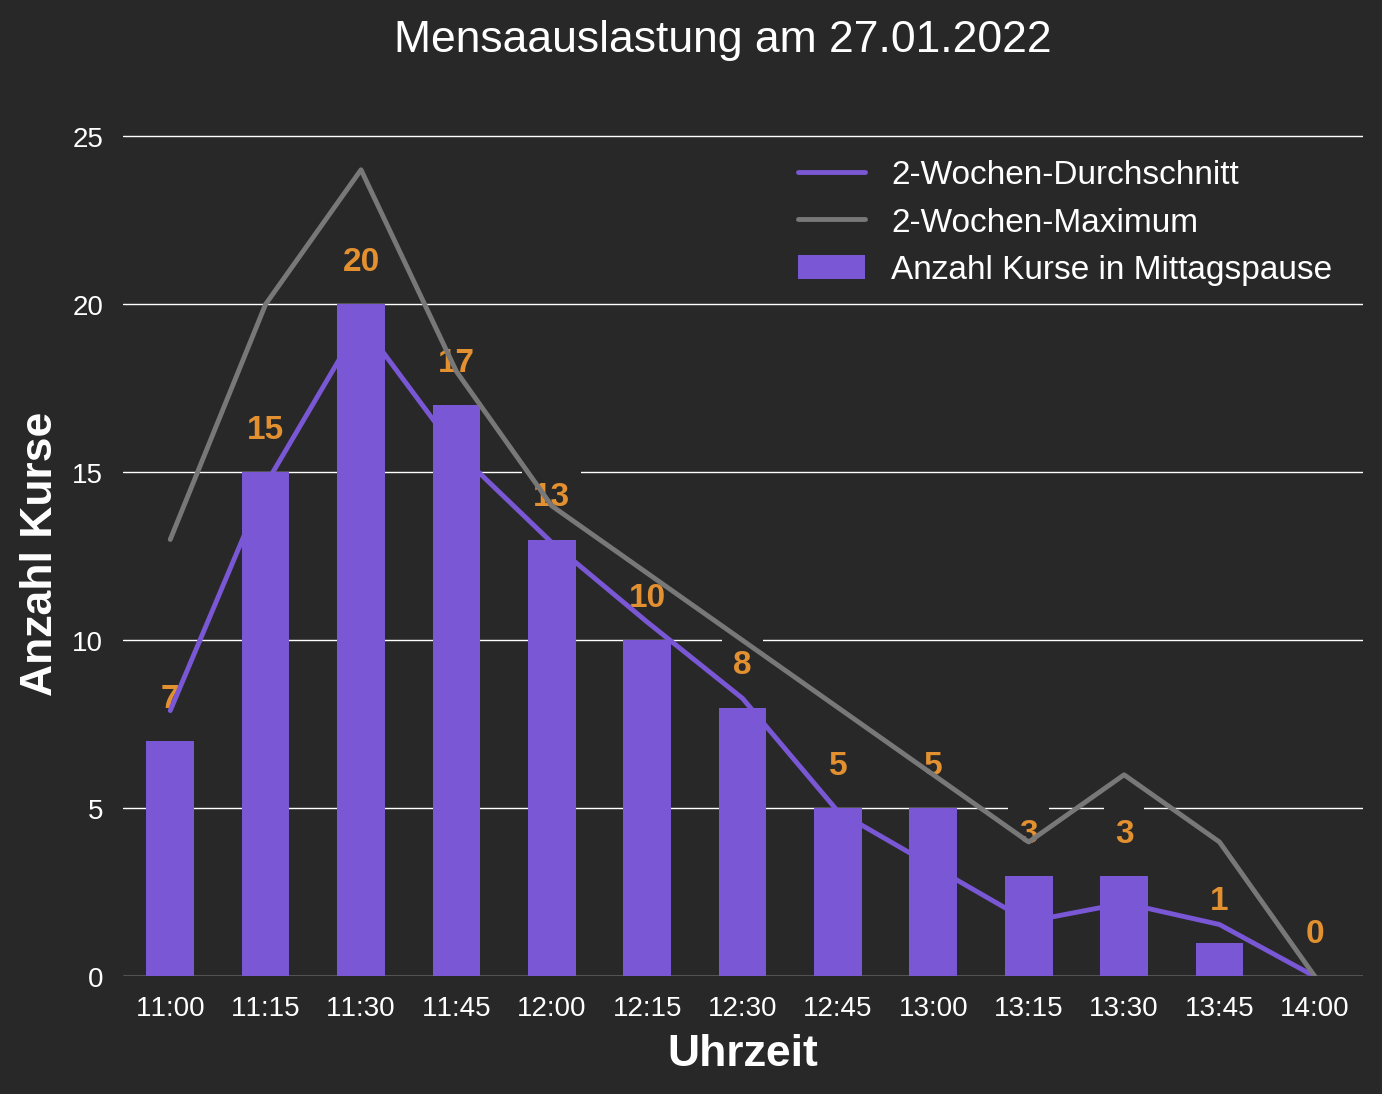 Mensaauslastung am 27.01.2022
25
20
15
10
5
0
Anzahl Kurse
2-Wochen-Durchschnitt
2-Wochen-Maximum
Anzahl Kurse in Mittagspause
7
15
20
17
13
10
8
5
5
3
3
1
0
11:00 11:15 11:30 11:45 12:00 12:15 12:30 12:45 13:00 13:15 13:30 13:45 14:00
Uhrzeit